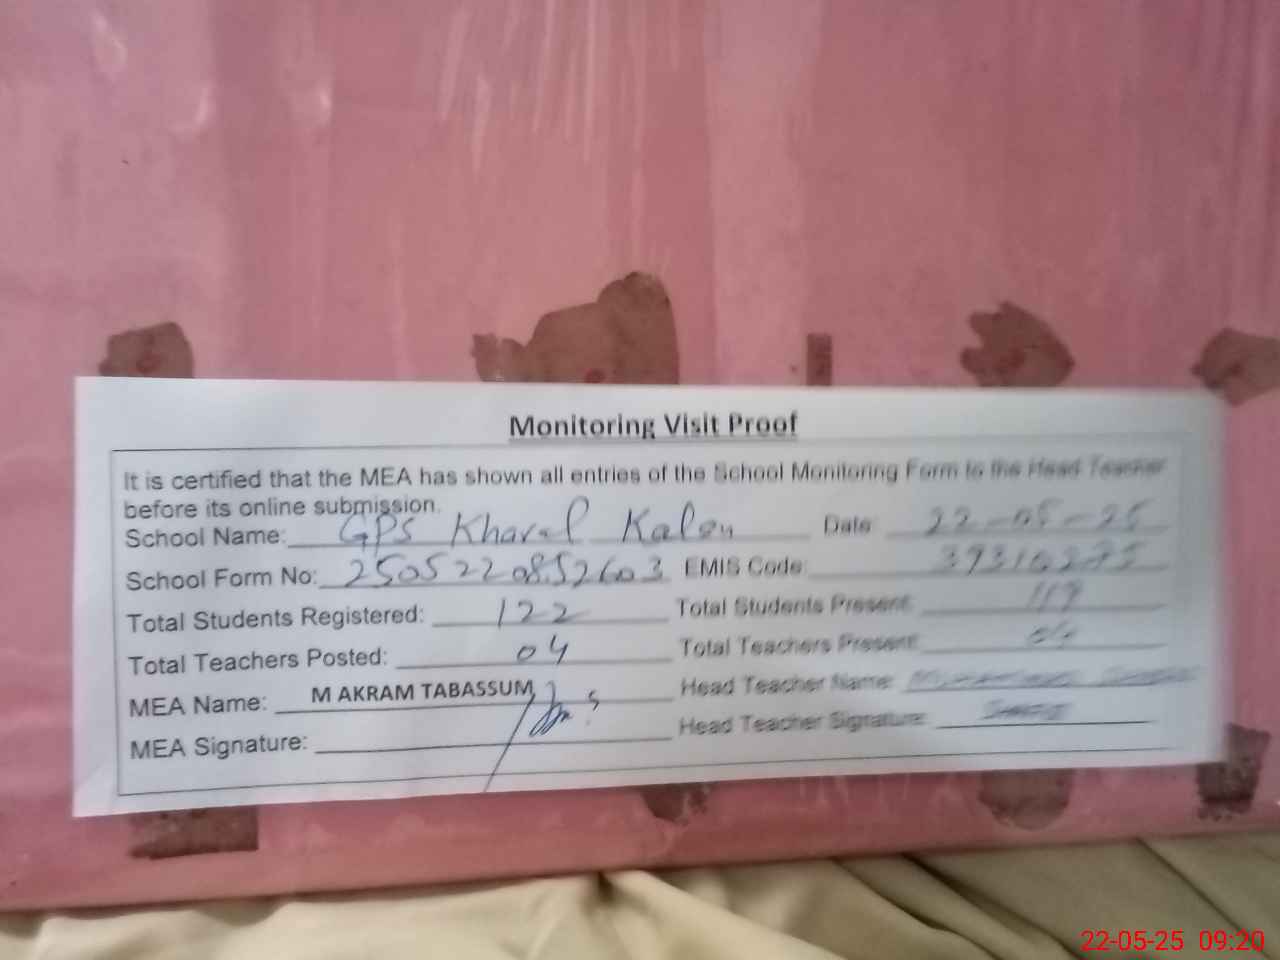 Monitoring Visit Proof
It is certified that the MEA has shown all entries of the School Monitoring Form to the Head Teacher
before its online submission.
School Name: GPS Kharal Kalan Date: 22-05-25
School Form No: 2505220852603 EMIS Code:
Total Students Registered: 122 Total Students Present: 119
Total Teachers Posted: 04 Total Teachers Present: 04
MEA Name: M AKRAM TABASSUM Head Teacher Name:
MEA Signature: Head Teacher Signature:
22-05-25 09:20